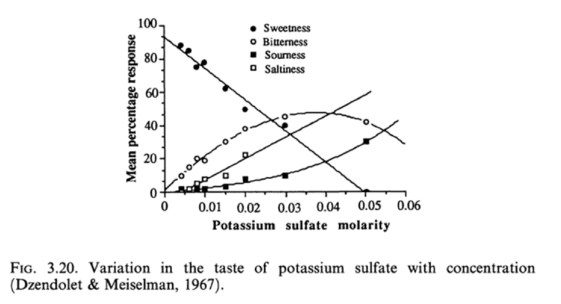 100
80
60
40
20
0
Mean percentage response
● Sweetness
○ Bitterness
■ Sourness
□ Saltiness
0 0.01 0.02 0.03 0.04 0.05 0.06
Potassium sulfate molarity
FIG. 3.20. Variation in the taste of potassium sulfate with concentration
(Dzendolet & Meiselman, 1967).